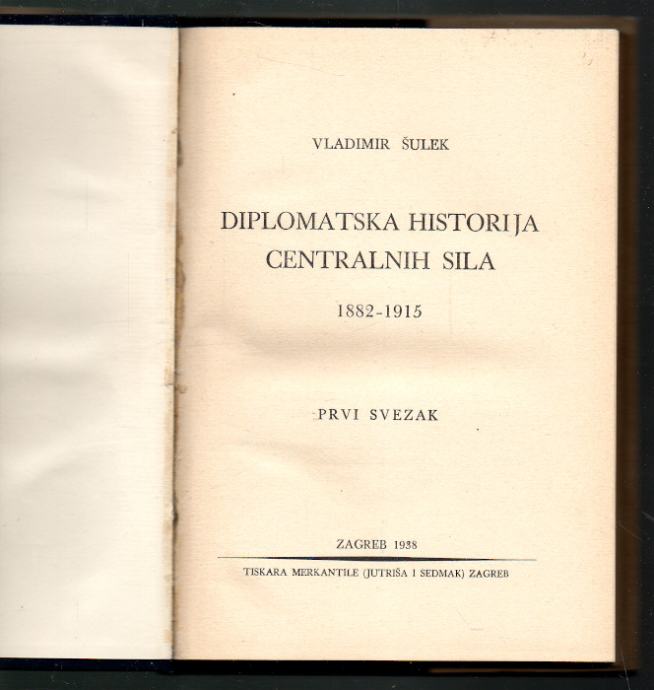 VLADIMIR ŠULEK
DIPLOMATSKA HISTORIJA
CENTRALNIH SILA
1882-1915
PRVI SVEZAK
ZAGREB 1938
TISKARA MERKANTILE (JUTRIŠA I SEDMAK) ZAGREB